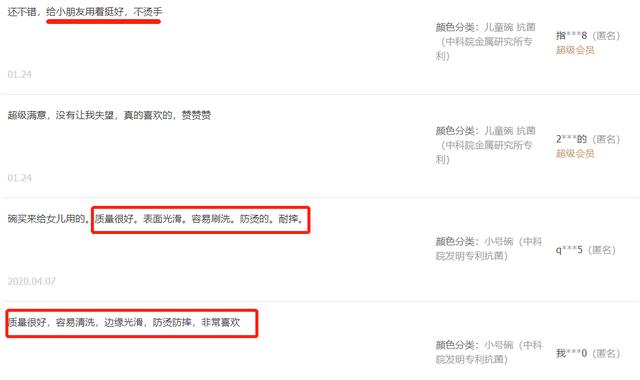 还不错，给小朋友用着挺好，不烫手
01.24
颜色分类：儿童碗 抗菌
（中科院金属研究所专
利）
指***8（匿名）
超级会员
超级满意，没有让我失望，真的喜欢的，赞赞赞
01.24
颜色分类：儿童碗 抗菌
（中科院金属研究所专
利）
2***的（匿名）
超级会员
碗买来给女儿用的。质量很好。表面光滑。容易刷洗。防烫的。耐摔。
2020.04.07
颜色分类：小号碗（中科
院发明专利抗菌）
q***5（匿名）
质量很好，容易清洗，边缘光滑，防烫防摔，非常喜欢
颜色分类：小号碗（中科
院发明专利抗菌）
我***0（匿名）